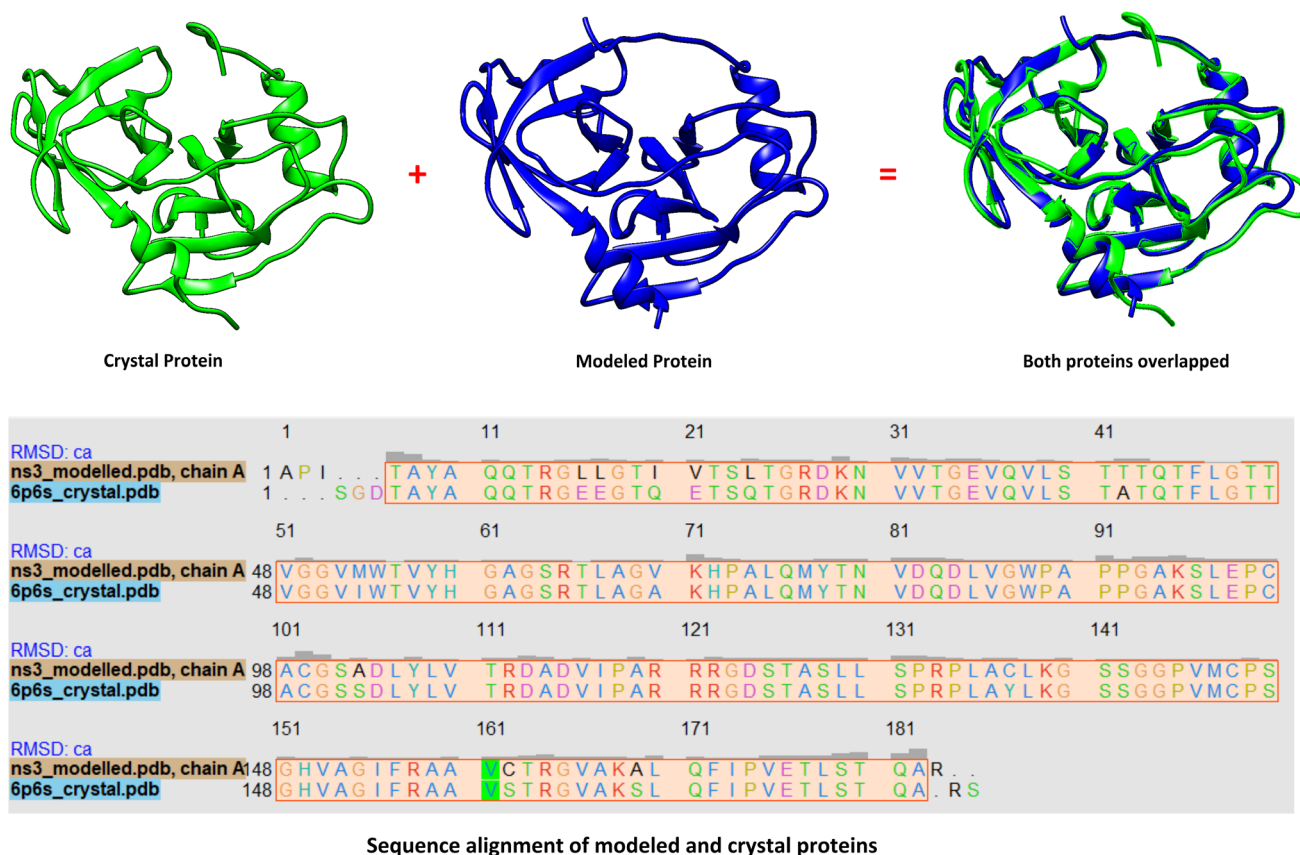 +
=
Crystal Protein
Modeled Protein
Both proteins overlapped
1 11 21 31 41
RMSD: ca
ns3_modelled.pdb, chain A 1 A P I . . . T A Y A Q Q T R G L L G T I V T S L T G R D K N V V T G E V Q V L S T T T Q T F L G T T
6p6s_crystal.pdb 1 . . . S G D T A Y A Q Q T R G E E G T Q E T S Q T G R D K N V V T G E V Q V L S T A T Q T F L G T T
51 61 71 81 91
RMSD: ca
ns3_modelled.pdb, chain A 48 V G G V M W T V Y H G A G S R T L A G V K H P A L Q M Y T N V D Q D L V G W P A P P G A K S L E P C
6p6s_crystal.pdb 48 V G G V I W T V Y H G A G S R T L A G A K H P A L Q M Y T N V D Q D L V G W P A P P G A K S L E P C
101 111 121 131 141
RMSD: ca
ns3_modelled.pdb, chain A 98 A C G S A D L Y L V T R D A D V I P A R R R G D S T A S L L S P R P L A C L K G S S G G P V M C P S
6p6s_crystal.pdb 98 A C G S S D L Y L V T R D A D V I P A R R R G D S T A S L L S P R P L A Y L K G S S G G P V M C P S
151 161 171 181
RMSD: ca
ns3_modelled.pdb, chain A 148 G H V A G I F R A A V C T R G V A K A L Q F I P V E T L S T Q A R . .
6p6s_crystal.pdb 148 G H V A G I F R A A V S T R G V A K S L Q F I P V E T L S T Q A . R S
Sequence alignment of modeled and crystal proteins